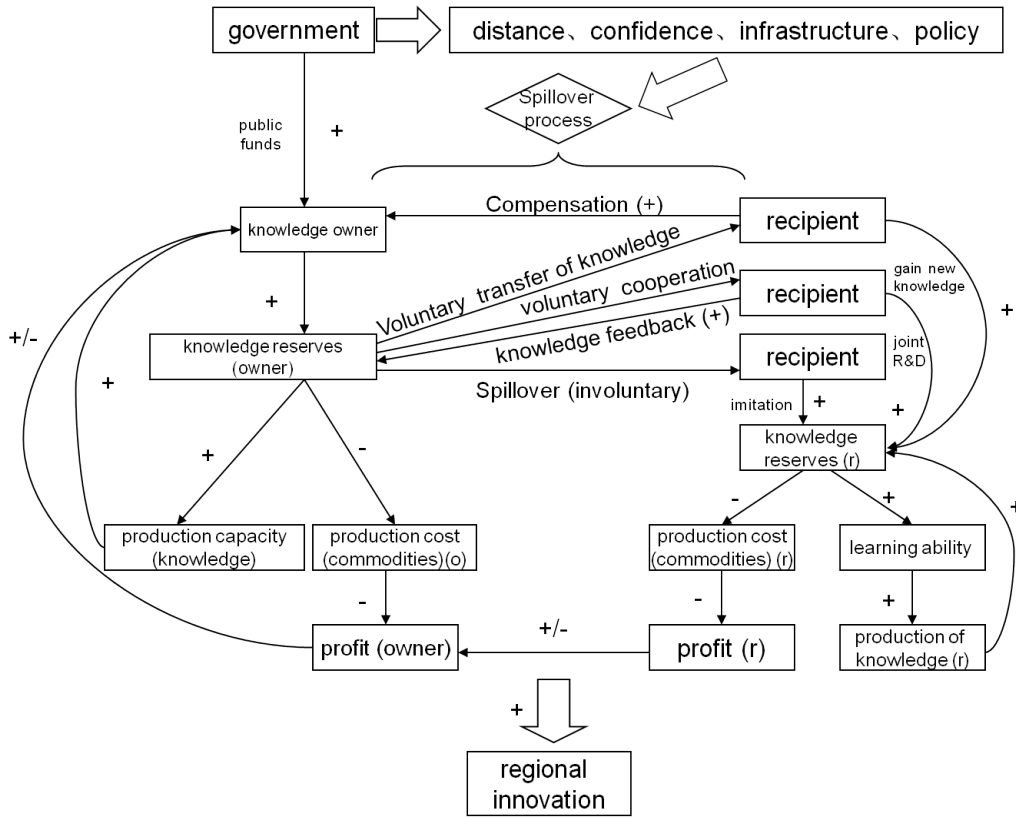 government
distance、confidence、infrastructure、policy
Spillover
process
public
funds
+
Compensation (+)
knowledge owner
recipient
Voluntary transfer of knowledge
voluntary cooperation
knowledge feedback (+)
gain new
knowledge
recipient
+
+
+/-
knowledge reserves
(owner)
recipient
joint
R&D
Spillover (involuntary)
+
imitation
+
+
knowledge
reserves (r)
+
-
-
+
+
production capacity
(knowledge)
production cost
(commodities)(o)
production cost
(commodities) (r)
learning ability
-
-
+
+/-
profit (owner)
profit (r)
production of
knowledge (r)
+
regional
innovation